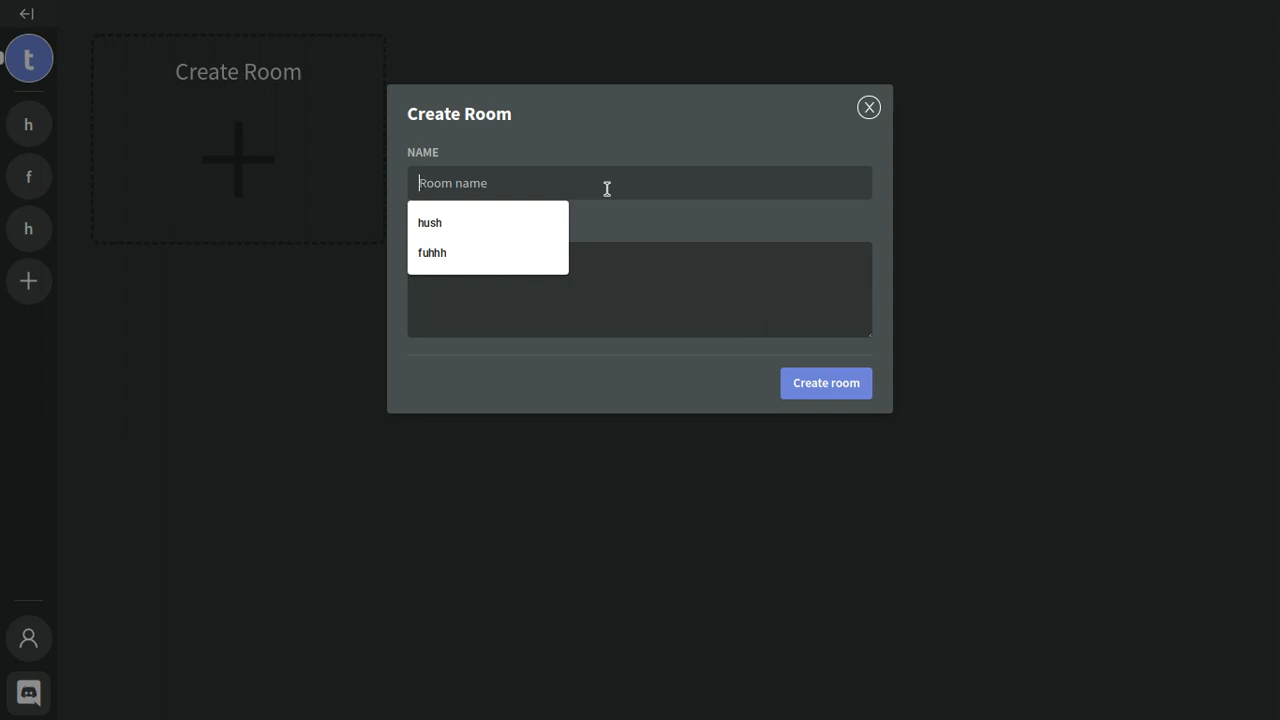 t
h
f
h
Create Room
Create Room
NAME
Room name
hush
fuhhh
Create room